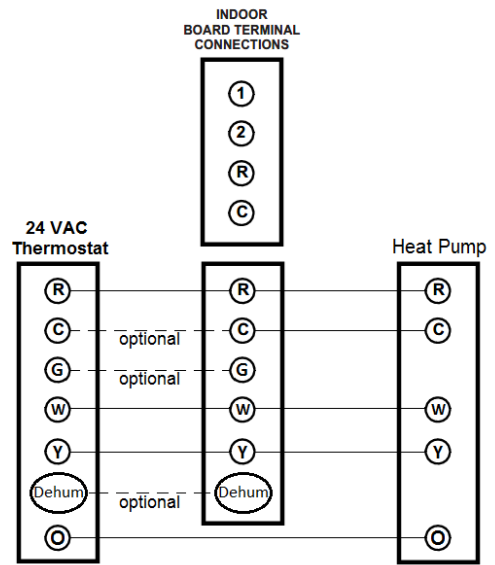 INDOOR
BOARD TERMINAL
CONNECTIONS
1
2
R
C
24 VAC
Thermostat
Heat Pump
R R R
C optional C C
G optional G
W W W
Y Y Y
Dehum optional Dehum
O O